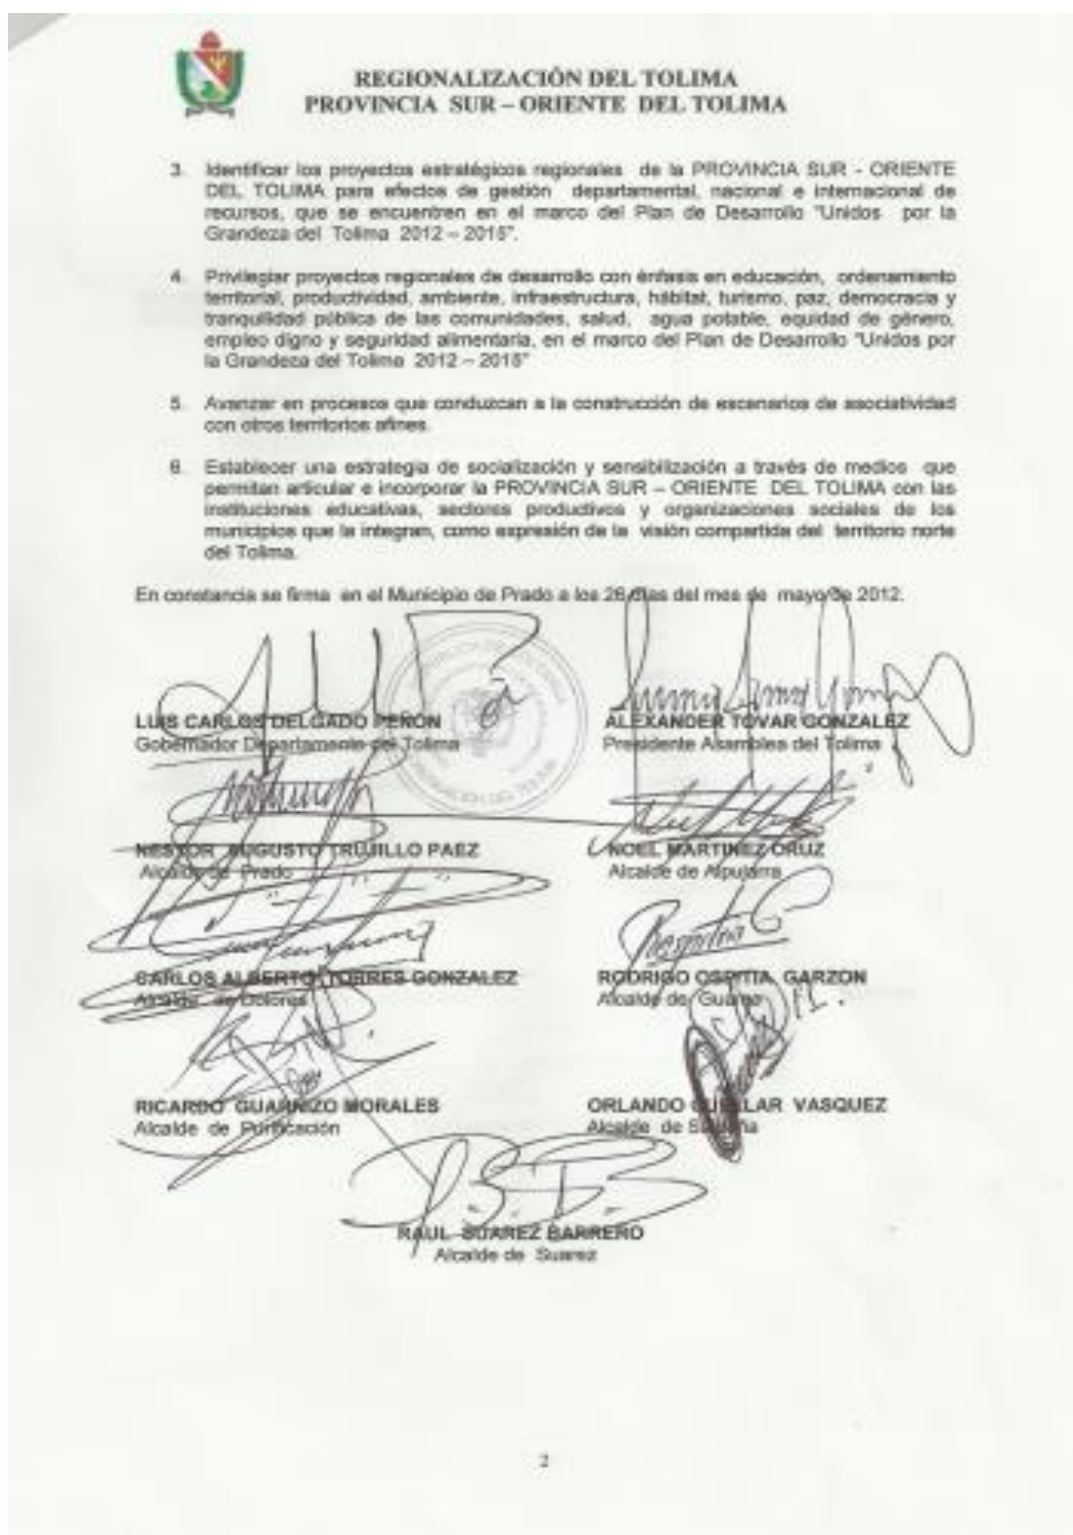 REGIONALIZACIÓN DEL TOLIMA
PROVINCIA SUR – ORIENTE DEL TOLIMA
3. Identificar los proyectos estratégicos regionales de la PROVINCIA SUR - ORIENTE
DEL TOLIMA para efectos de gestión departamental, nacional e internacional de
recursos, que se encuentren en el marco del Plan de Desarrollo "Unidos por la
Grandeza del Tolima 2012 – 2015".
4. Privilegiar proyectos regionales de desarrollo con énfasis en educación, ordenamiento
territorial, productividad, ambiente, infraestructura, hábitat, turismo, paz, democracia y
tranquilidad pública de las comunidades, salud, agua potable, equidad de género,
empleo digno y seguridad alimentaria, en el marco del Plan de Desarrollo "Unidos por
la Grandeza del Tolima 2012 – 2015"
5. Avanzar en procesos que conduzcan a la construcción de escenarios de asociatividad
con otros territorios afines.
6. Establecer una estrategia de socialización y sensibilización a través de medios que
permitan articular e incorporar la PROVINCIA SUR – ORIENTE DEL TOLIMA con las
instituciones educativas, sectores productivos y organizaciones sociales de los
municipios que la integran, como expresión de la visión compartida del territorio norte
del Tolima.
En constancia se firma en el Municipio de Prado a los 26 días del mes de mayo de 2012.
LUIS CARLOS DELGADO PEÑÓN ALEXANDER TOVAR GONZALEZ
Gobernador Departamento del Tolima Presidente Asamblea del Tolima
NESTOR AUGUSTO TRUJILLO PAEZ NOEL MARTINEZ CRUZ
Alcalde de Prado Alcalde de Alpujarra
CARLOS ALBERTO TORRES GONZALEZ RODRIGO OSPITIA GARZON
Alcalde de Dolores Alcalde de Guamo
RICARDO GUARNIZO MORALES ORLANDO CUELLAR VASQUEZ
Alcalde de Purificación Alcalde de Saldaña
RAUL SUAREZ BARRERO
Alcalde de Suarez
2